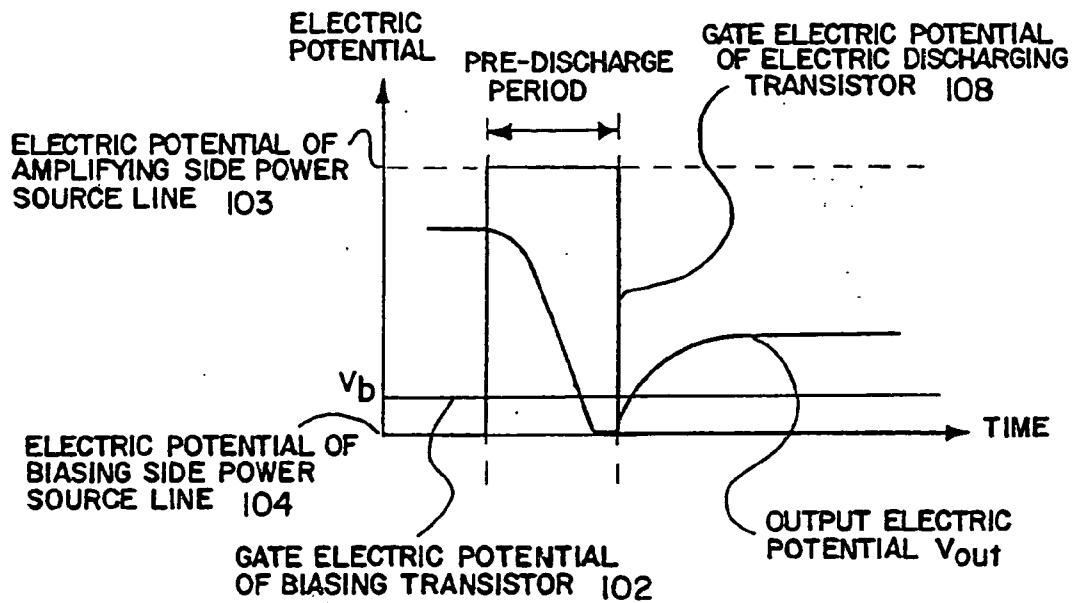 ELECTRIC
POTENTIAL
PRE-DISCHARGE
PERIOD
GATE ELECTRIC POTENTIAL
OF ELECTRIC DISCHARGING
TRANSISTOR 108
ELECTRIC POTENTIAL OF
AMPLIFYING SIDE POWER
SOURCE LINE 103
Vb
TIME
ELECTRIC POTENTIAL OF
BIASING SIDE POWER
SOURCE LINE 104
GATE ELECTRIC POTENTIAL
OF BIASING TRANSISTOR 102
OUTPUT ELECTRIC
POTENTIAL Vout